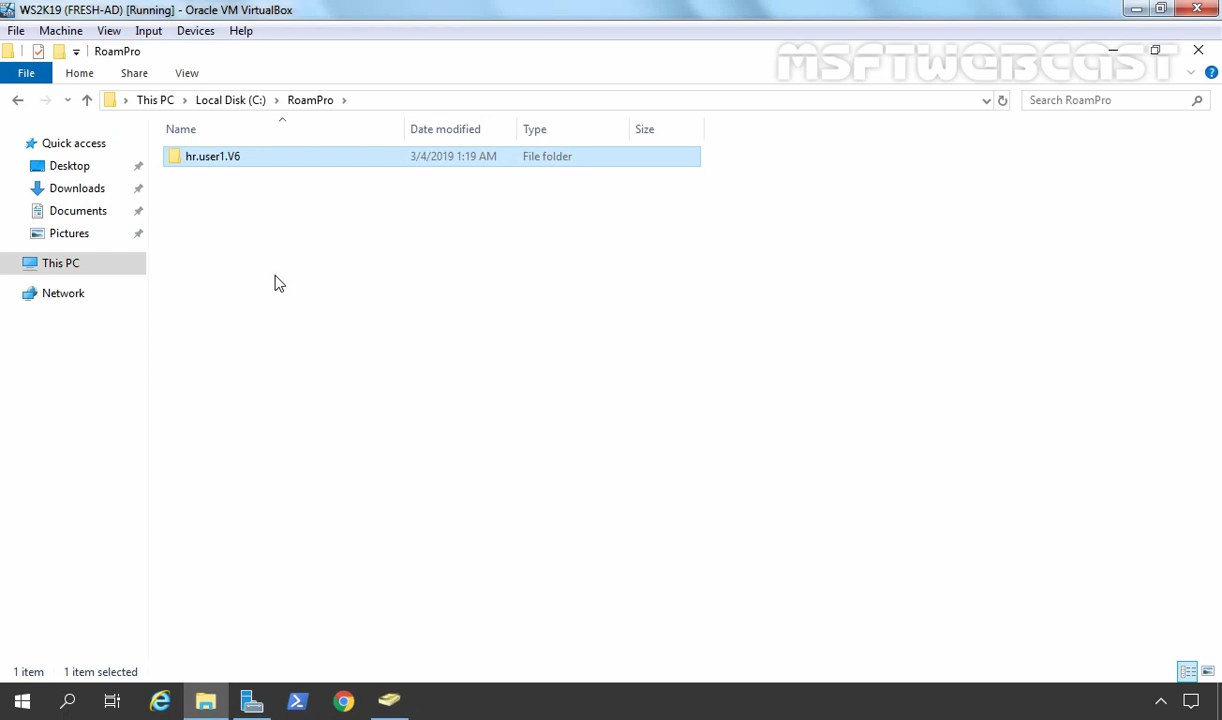 WS2K19 (FRESH-AD) [Running] - Oracle VM VirtualBox
File Machine View Input Devices Help
RoamPro
MSFTWEBCAST
File Home Share View
This PC Local Disk (C:) RoamPro
Search RoamPro
Name Date modified Type Size
hr.user1.V6 3/4/2019 1:19 AM File folder
Quick access
Desktop
Downloads
Documents
Pictures
This PC
Network
1 item 1 item selected